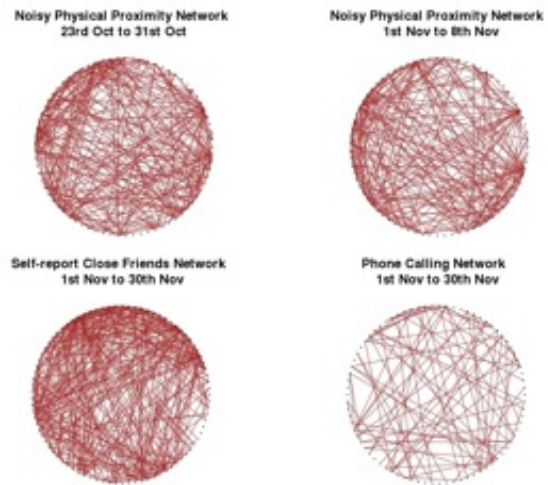 Noisy Physical Proximity Network
23rd Oct to 31st Oct
Noisy Physical Proximity Network
1st Nov to 8th Nov
Self-report Close Friends Network
1st Nov to 30th Nov
Phone Calling Network
1st Nov to 30th Nov